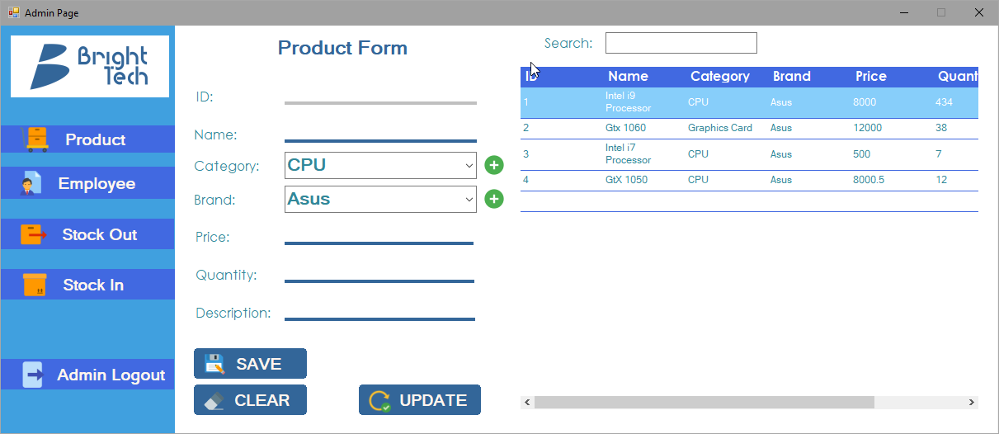 Admin Page
Bright
Tech
Product
Employee
Stock Out
Stock In
Admin Logout
Product Form
ID:
Name:
Category: CPU
Brand: Asus
Price:
Quantity:
Description:
SAVE
CLEAR UPDATE
Search:
ID Name Category Brand Price Quant
1 Intel i9 Processor CPU Asus 8000 434
2 Gtx 1060 Graphics Card Asus 12000 38
3 Intel i7 Processor CPU Asus 500 7
4 GtX 1050 CPU Asus 8000.5 12